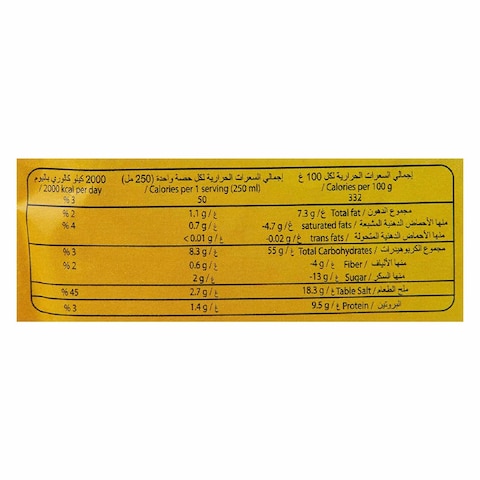 إجمالي السعرات الحرارية لكل 100 غ إجمالي السعرات الحرارية لكل حصة واحدة (250 مل) 2000 كيلو كالوري باليوم
/ Calories per 100 g / Calories per 1 serving (250 ml) / 2000 kcal per day
332 50 % 3
مجموع الدهون / Total fat 7.3 g / غ 1.1 g / غ % 2
منها الأحماض الدهنية المشبعة / saturated fats -4.7 g / غ 0.7 g / غ % 4
منها الأحماض الدهنية المتحولة / trans fats -0.02 g / غ < 0.01 g / غ
مجموع الكربوهيدرات / Total Carbohydrates 55 g / غ 8.3 g / غ % 3
منها الألياف / Fiber -4 g / غ 0.6 g / غ % 2
منها السكر / Sugar -13 g / غ 2 g / غ
ملح الطعام / Table Salt 18.3 g / غ 2.7 g / غ % 45
البروتين / Protein 9.5 g / غ 1.4 g / غ % 3